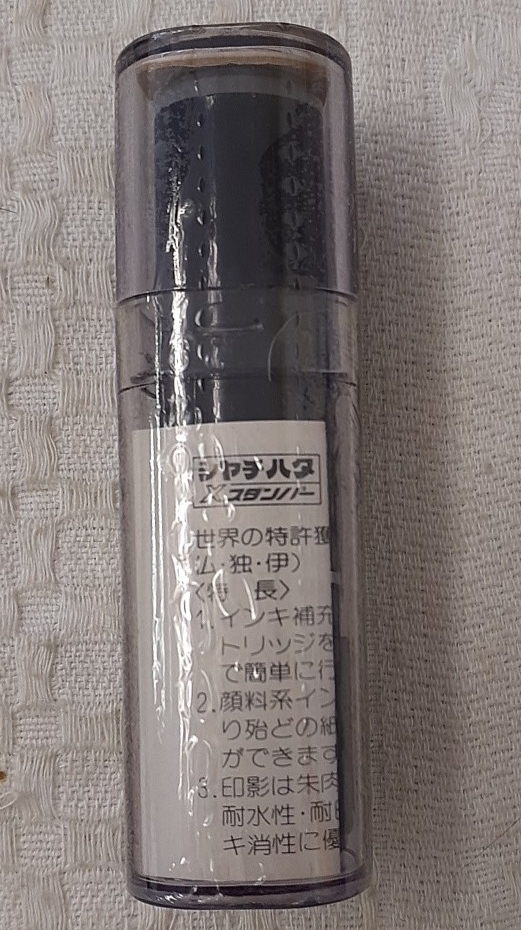 シヤチハタ
Xスタンパー
世界の特許獲
仏・独・伊）
〈特　長〉
1.インキ補充
トリッジを
で簡単に行
2.顔料系イン
り殆どの紙
ができます
3.印影は朱肉
耐水性・耐
キ消性に優